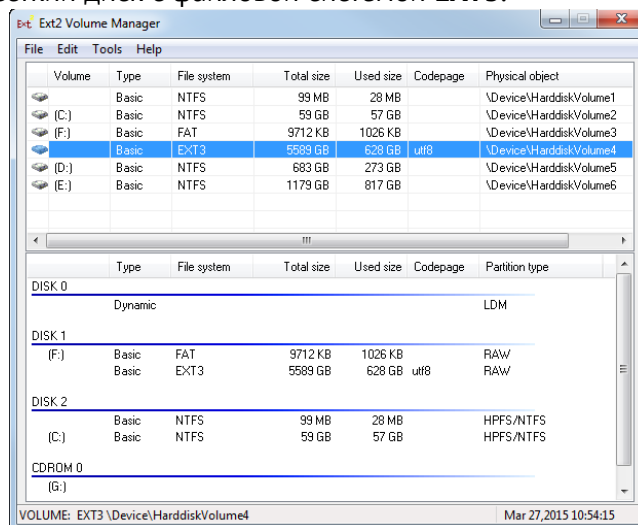 диск с файловой системой EXT3:
Ext2 Volume Manager
File Edit Tools Help
Volume Type File system Total size Used size Codepage Physical object
Basic NTFS 99 MB 28 MB \Device\HarddiskVolume1
(C:) Basic NTFS 59 GB 57 GB \Device\HarddiskVolume2
(F:) Basic FAT 9712 KB 1026 KB \Device\HarddiskVolume3
Basic EXT3 5589 GB 628 GB utf8 \Device\HarddiskVolume4
(D:) Basic NTFS 683 GB 273 GB \Device\HarddiskVolume5
(E:) Basic NTFS 1179 GB 817 GB \Device\HarddiskVolume6
Type File system Total size Used size Codepage Partition type
DISK 0
Dynamic LDM
DISK 1
(F:) Basic FAT 9712 KB 1026 KB RAW
Basic EXT3 5589 GB 628 GB utf8 RAW
DISK 2
Basic NTFS 99 MB 28 MB HPFS/NTFS
(C:) Basic NTFS 59 GB 57 GB HPFS/NTFS
CDROM 0
(G:)
VOLUME: EXT3 \Device\HarddiskVolume4 Mar 27,2015 10:54:15